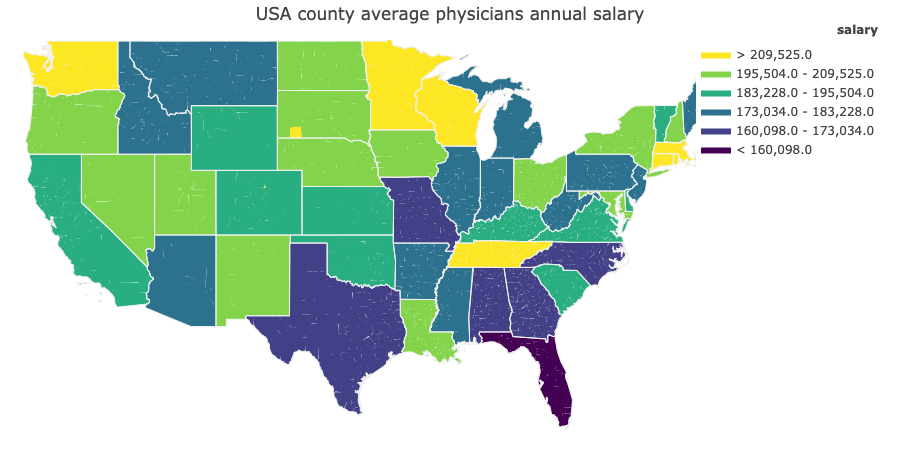 USA county average physicians annual salary
salary
> 209,525.0
195,504.0 - 209,525.0
183,228.0 - 195,504.0
173,034.0 - 183,228.0
160,098.0 - 173,034.0
< 160,098.0